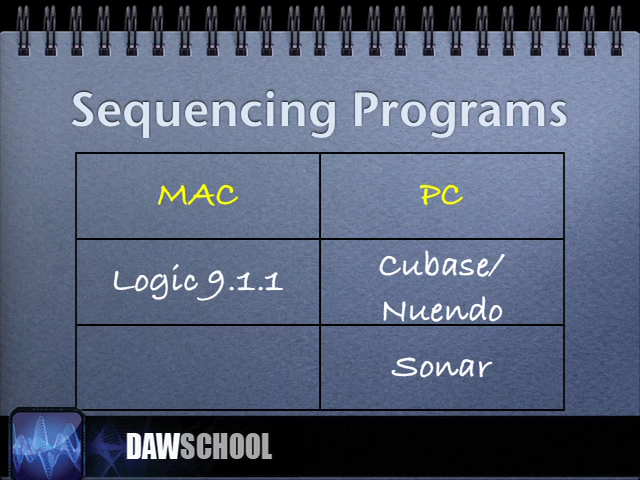 Sequencing Programs
MAC PC
Logic 9.1.1 Cubase/
Nuendo
Sonar
DAWSCHOOL